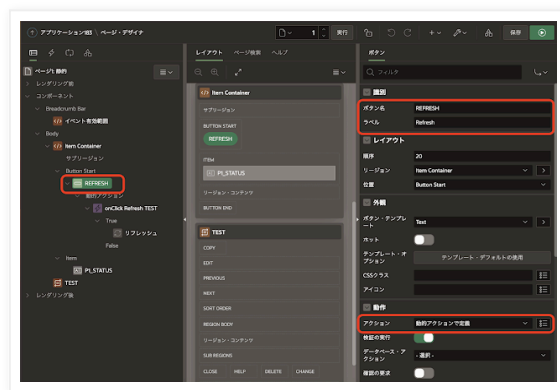 アプリケーション183 \ ページ・デザイナ
1
実行
保存
ページ1: 節約
レンダリング前
コンポーネント
Breadcrumb Bar
イベント有効範囲
Body
Item Container
サブリージョン
Button Start
REFRESH
動的アクション
onClick Refresh TEST
True
リフレッシュ
False
Item
P1_STATUS
TEST
レンダリング後
レイアウト
ページ検索
ヘルプ
Item Container
サブリージョン
BUTTON START
REFRESH
ITEM
P1_STATUS
リージョン・コンテンツ
BUTTON END
TEST
COPY
EDIT
PREVIOUS
NEXT
SORT ORDER
REGION BODY
リージョン・コンテンツ
SUB REGIONS
CLOSE HELP DELETE CHANGE
ボタン
フィルタ
識別
ボタン名 REFRESH
ラベル Refresh
レイアウト
順序 20
リージョン Item Container
位置 Button Start
外観
ボタン・テンプレート Text
ホット
テンプレート・オプション テンプレート・デフォルトの使用
CSSクラス
アイコン
動作
アクション 動的アクションで定義
検証の実行
データベース・アクション - 選択 -
確認の要求